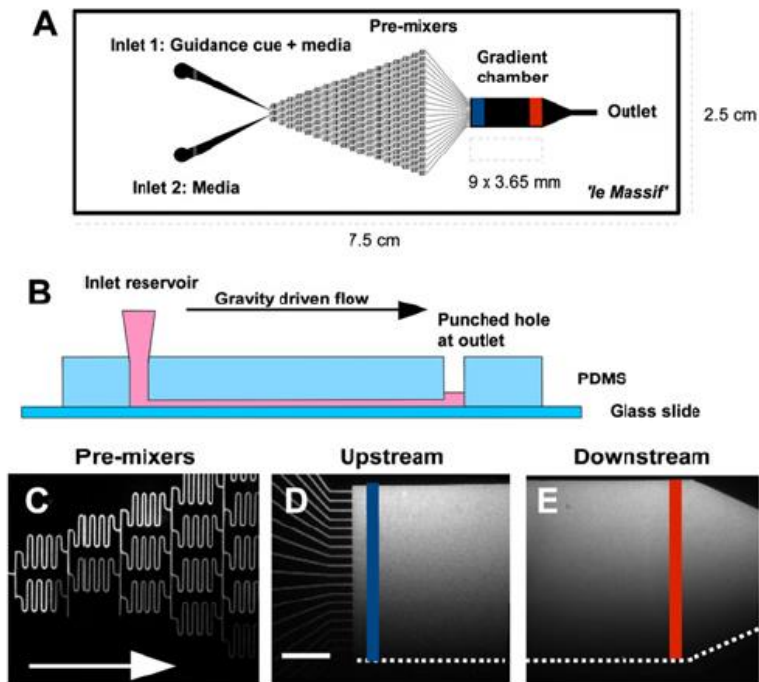 A
Pre-mixers
Inlet 1: Guidance cue + media
Gradient
chamber
Outlet
2.5 cm
Inlet 2: Media
9 x 3.65 mm
'le Massif'
7.5 cm
B
Inlet reservoir
Gravity driven flow
Punched hole
at outlet
PDMS
Glass slide
Pre-mixers
Upstream
Downstream
C
D
E